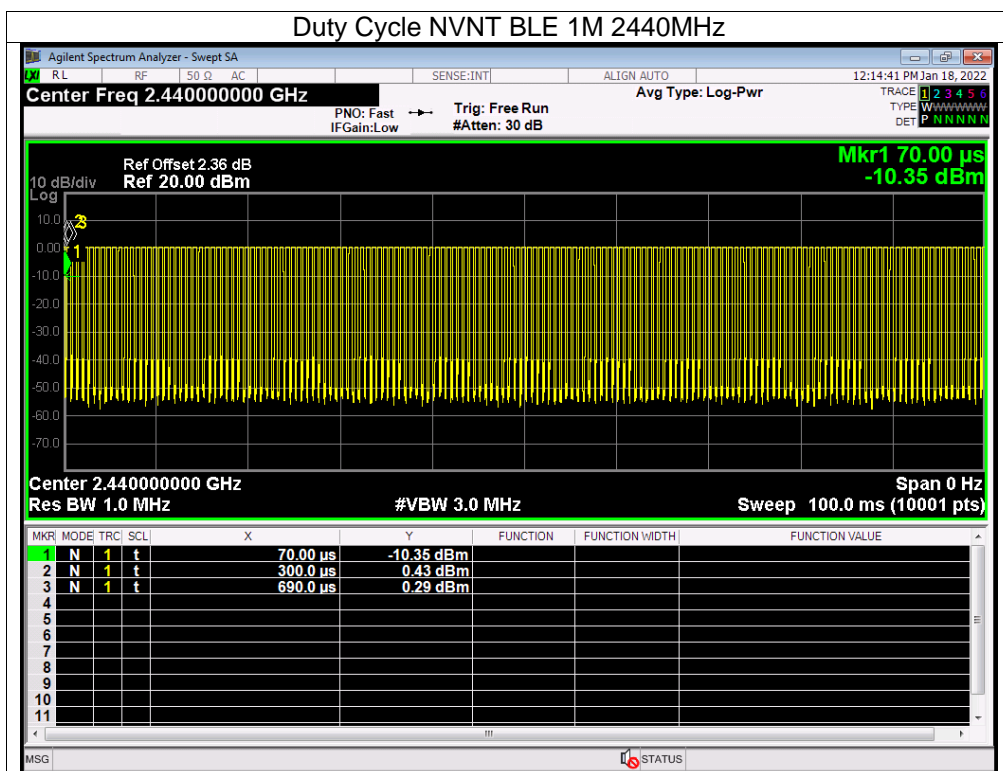 Duty Cycle NVNT BLE 1M 2440MHz
Agilent Spectrum Analyzer - Swept SA
LXI RL RF 50 Ω AC SENSE:INT ALIGN AUTO 12:14:41 PM Jan 18, 2022
Center Freq 2.440000000 GHz Avg Type: Log-Pwr TRACE 1 2 3 4 5 6
PNO: Fast Trig: Free Run TYPE WWWWWW
IFGain:Low #Atten: 30 dB DET P N N N N N
Mkr1 70.00 µs
-10.35 dBm
Ref Offset 2.36 dB
10 dB/div Ref 20.00 dBm
Log
10.0
0.00
-10.0
-20.0
-30.0
-40.0
-50.0
-60.0
-70.0
2 3
1
Center 2.440000000 GHz Span 0 Hz
Res BW 1.0 MHz #VBW 3.0 MHz Sweep 100.0 ms (10001 pts)
MKR MODE TRC SCL X Y FUNCTION FUNCTION WIDTH FUNCTION VALUE
1 N 1 t 70.00 µs -10.35 dBm
2 N 1 t 300.0 µs 0.43 dBm
3 N 1 t 690.0 µs 0.29 dBm
4
5
6
7
8
9
10
11
MSG STATUS